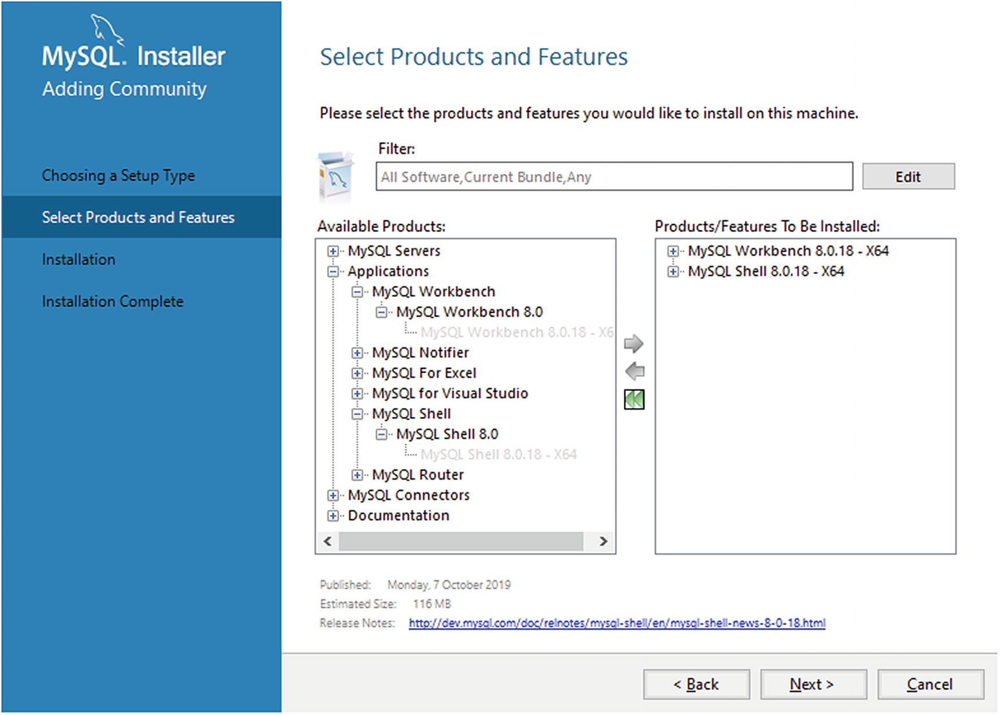 MySQL. Installer
Adding Community
Choosing a Setup Type
Select Products and Features
Installation
Installation Complete
Select Products and Features
Please select the products and features you would like to install on this machine.
Filter:
All Software,Current Bundle,Any
Edit
Available Products:
MySQL Servers
Applications
MySQL Workbench
MySQL Workbench 8.0
MySQL Workbench 8.0.18 - X6
MySQL Notifier
MySQL For Excel
MySQL for Visual Studio
MySQL Shell
MySQL Shell 8.0
MySQL Shell 8.0.18 - X64
MySQL Router
MySQL Connectors
Documentation
Products/Features To Be Installed:
MySQL Workbench 8.0.18 - X64
MySQL Shell 8.0.18 - X64
Published: Monday, 7 October 2019
Estimated Size: 116 MB
Release Notes: http://dev.mysql.com/doc/relnotes/mysql-shell/en/mysql-shell-news-8-0-18.html
< Back
Next >
Cancel